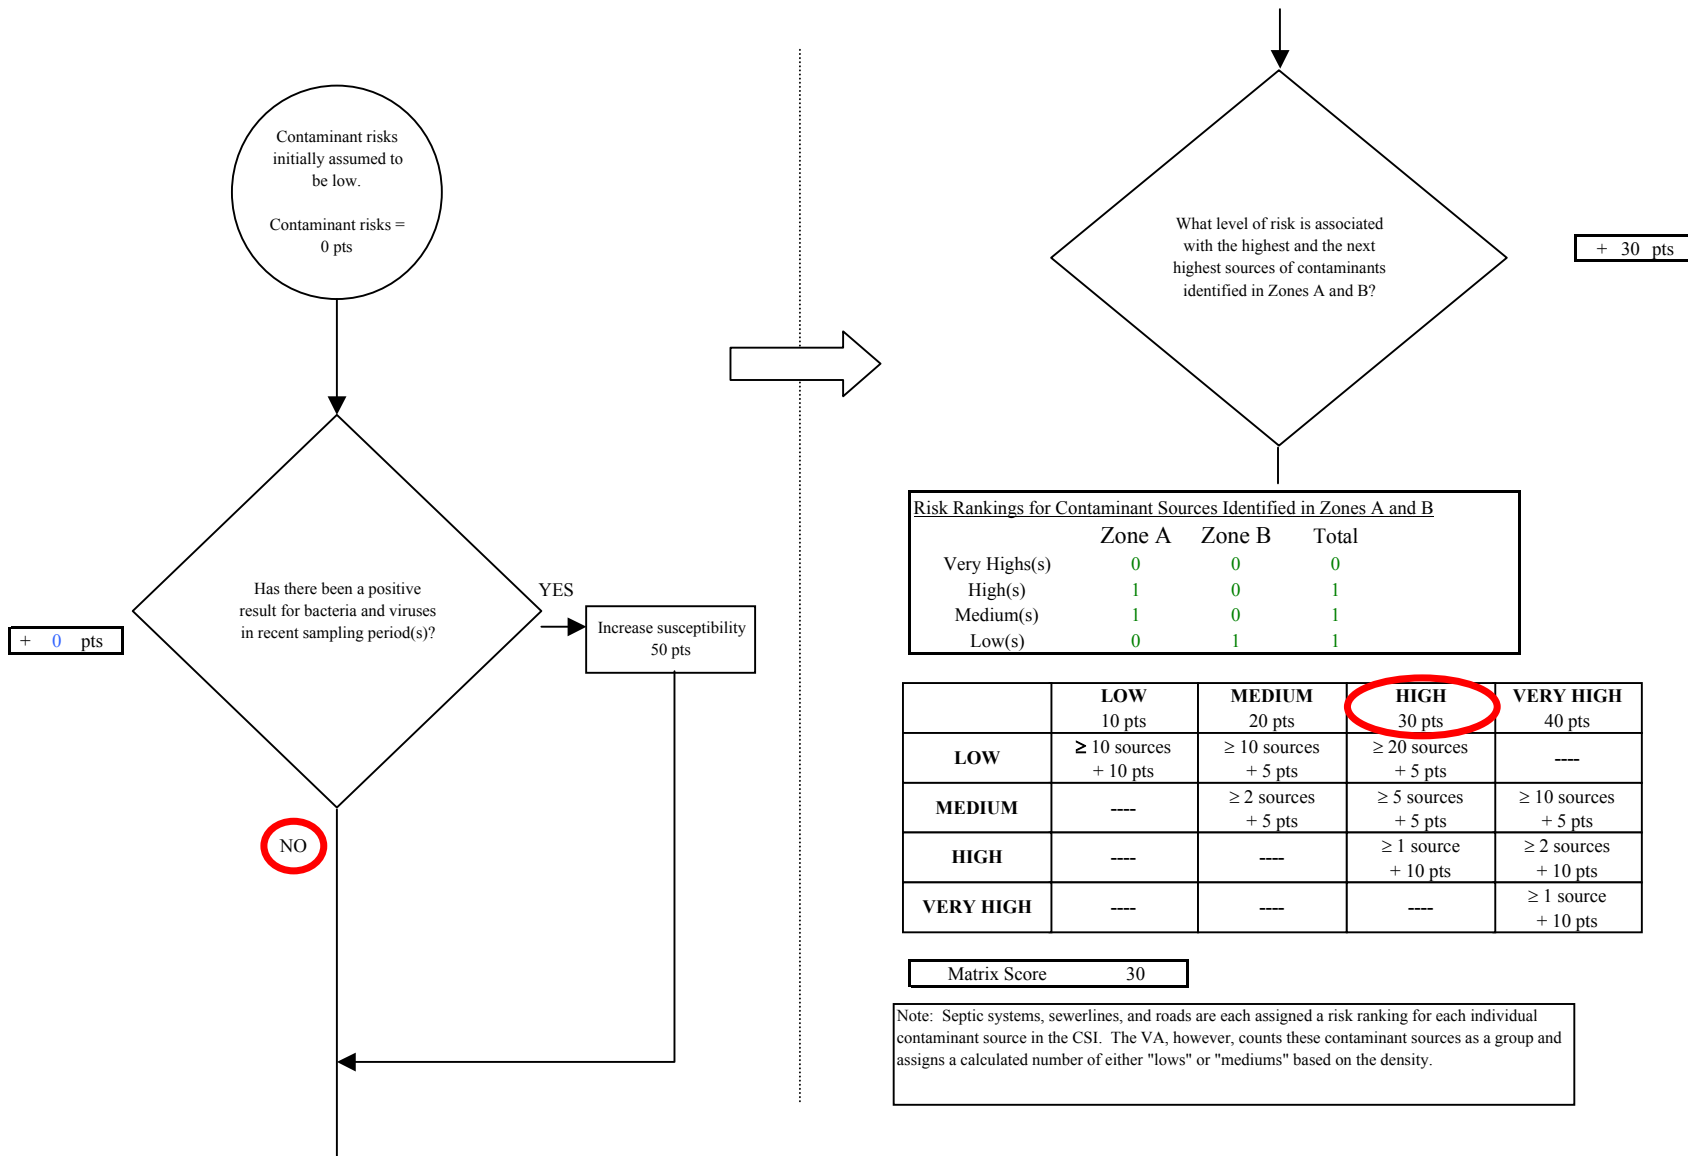 Contaminant risks
initially assumed to
be low.
Contaminant risks =
0 pts
Has there been a positive
result for bacteria and viruses
in recent sampling period(s)?
+ 0 pts
YES
Increase susceptibility
50 pts
NO
What level of risk is associated
with the highest and the next
highest sources of contaminants
identified in Zones A and B?
+ 30 pts
Risk Rankings for Contaminant Sources Identified in Zones A and B
Zone A Zone B Total
Very Highs(s) 0 0 0
High(s) 1 0 1
Medium(s) 1 0 1
Low(s) 0 1 1
LOW MEDIUM HIGH VERY HIGH
10 pts 20 pts 30 pts 40 pts
LOW ≥ 10 sources + 10 pts ≥ 10 sources + 5 pts ≥ 20 sources + 5 pts ----
MEDIUM ---- ≥ 2 sources + 5 pts ≥ 5 sources + 5 pts ≥ 10 sources + 5 pts
HIGH ---- ---- ≥ 1 source + 10 pts ≥ 2 sources + 10 pts
VERY HIGH ---- ---- ---- ≥ 1 source + 10 pts
Matrix Score 30
Note: Septic systems, sewerlines, and roads are each assigned a risk ranking for each individual
contaminant source in the CSI. The VA, however, counts these contaminant sources as a group and
assigns a calculated number of either "lows" or "mediums" based on the density.